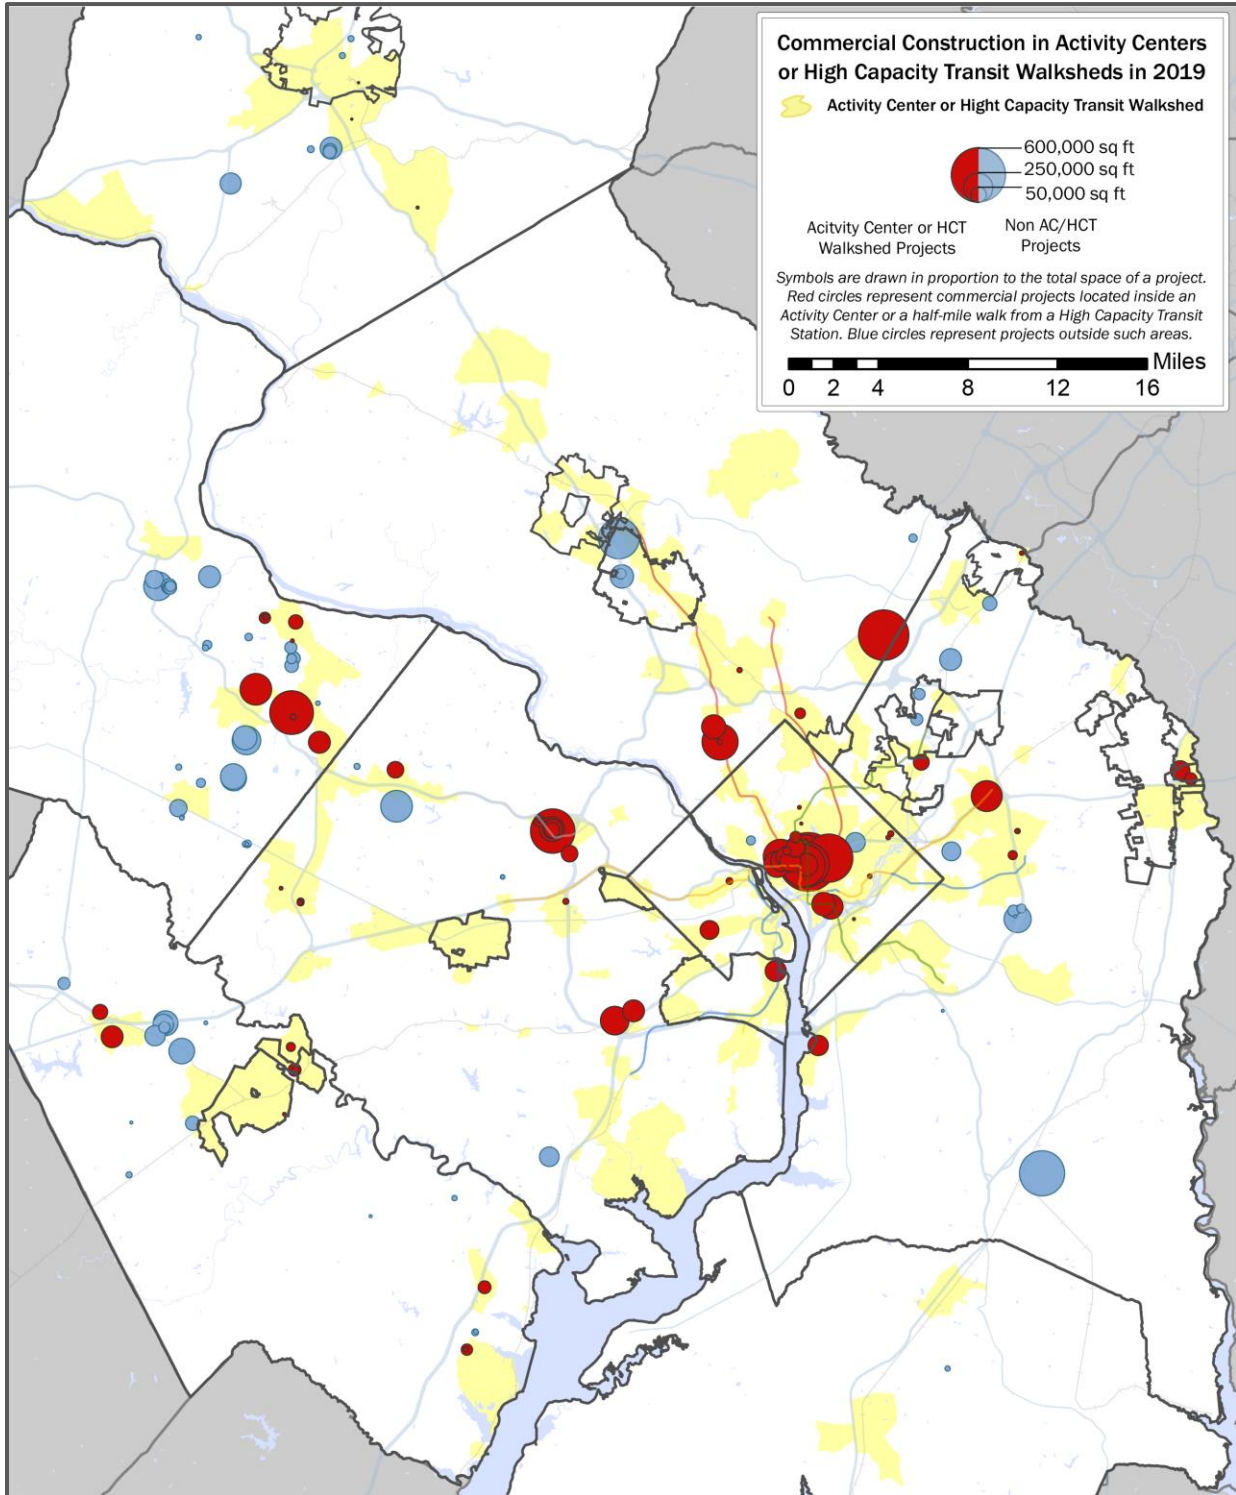 Commercial Construction in Activity Centers
or High Capacity Transit Walksheds in 2019
Activity Center or Hight Capacity Transit Walkshed
600,000 sq ft
250,000 sq ft
50,000 sq ft
Acitivity Center or HCT
Walkshed Projects
Non AC/HCT
Projects
Symbols are drawn in proportion to the total space of a project.
Red circles represent commercial projects located inside an
Activity Center or a half-mile walk from a High Capacity Transit
Station. Blue circles represent projects outside such areas.
Miles
0 2 4 8 12 16